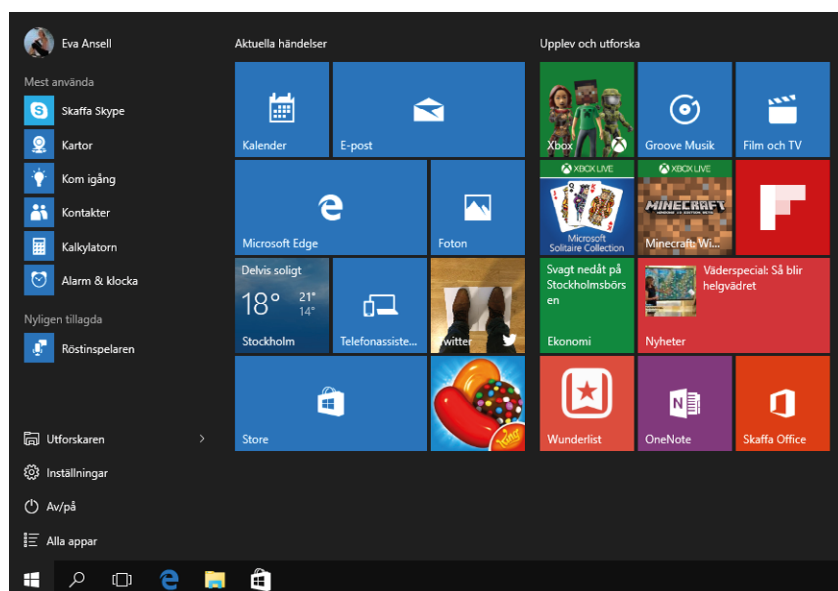 Eva Ansell
Mest använda
Skaffa Skype
Kartor
Kom igång
Kontakter
Kalkylatorn
Alarm & klocka
Nyligen tillagda
Röstinspelaren
Utforskaren
Inställningar
Av/på
Alla appar
Aktuella händelser
Kalender
E-post
Microsoft Edge
Foton
Delvis soligt
18° 21°
14°
Stockholm
Telefonassiste...
Twitter
Store
King
Upplev och utforska
Xbox
Groove Musik
Film och TV
XBOX LIVE
Microsoft
Solitaire Collection
XBOX LIVE
MINECRAFT
Minecraft: Wi...
Svagt nedåt på
Stockholmsbörs
en
Ekonomi
Väderspecial: Så blir
helgvädret
Nyheter
Wunderlist
N
OneNote
Skaffa Office